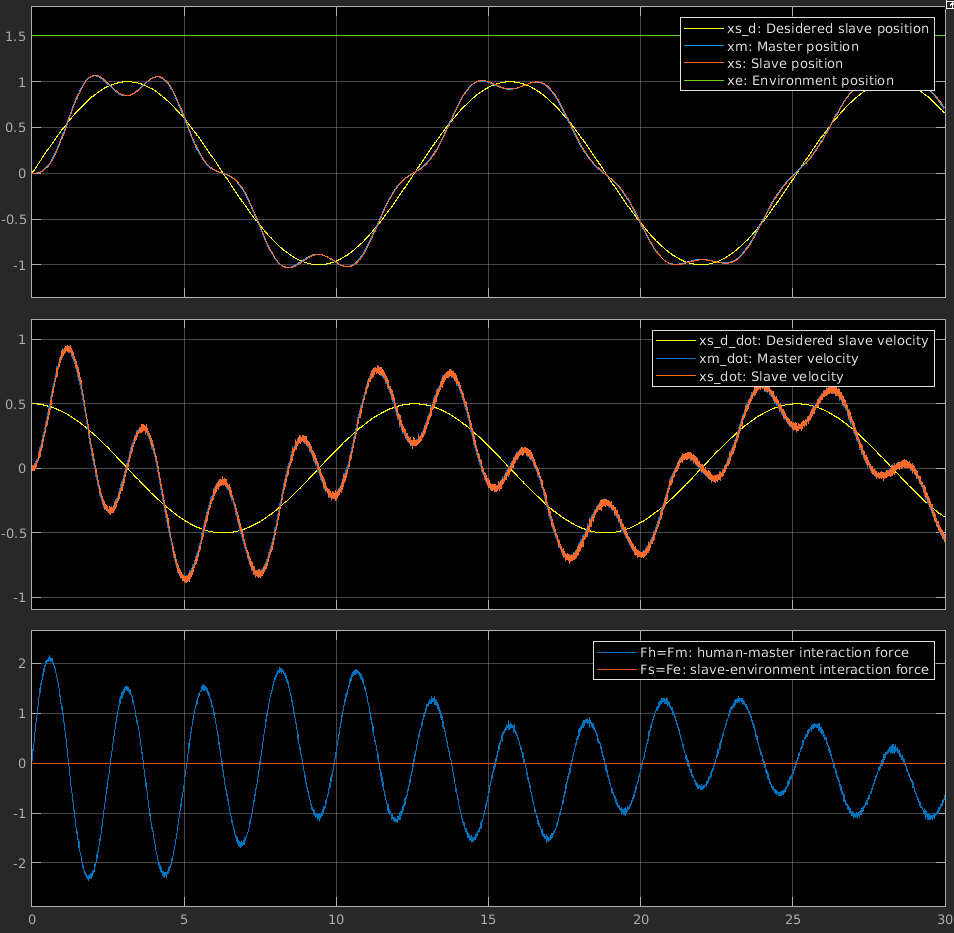 xs_d: Desidered slave position
xm: Master position
xs: Slave position
xe: Environment position
1.5
1
0.5
0
-0.5
-1
xs_d_dot: Desidered slave velocity
xm_dot: Master velocity
xs_dot: Slave velocity
1
0.5
0
-0.5
-1
Fh=Fm: human-master interaction force
Fs=Fe: slave-environment interaction force
2
1
0
-1
-2
0 5 10 15 20 25 30